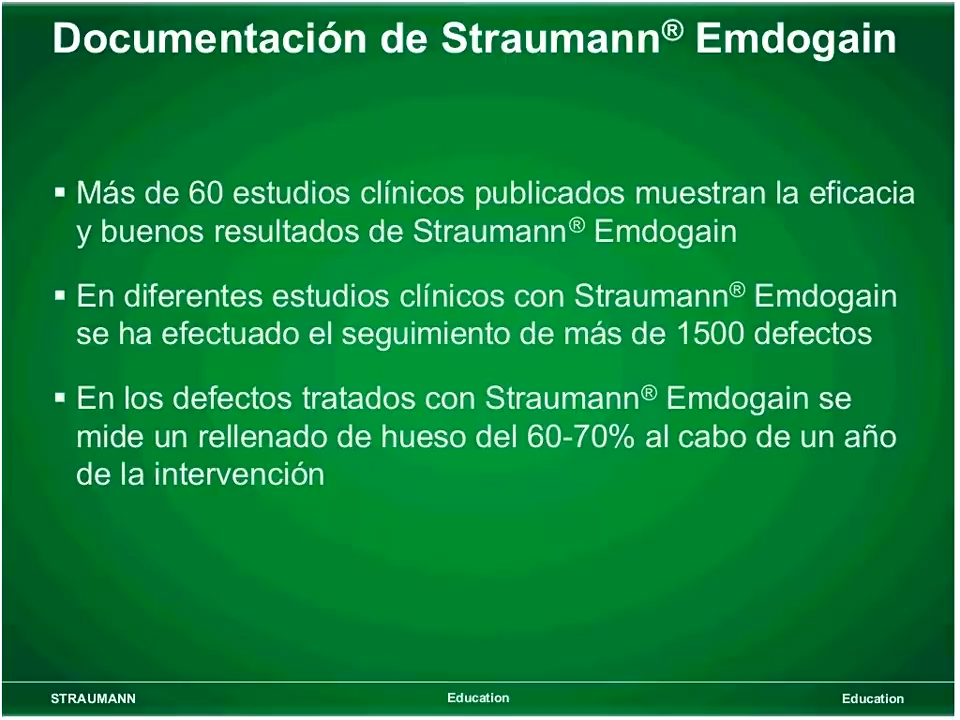 Documentación de Straumann® Emdogain
▪ Más de 60 estudios clínicos publicados muestran la eficacia
y buenos resultados de Straumann® Emdogain
▪ En diferentes estudios clínicos con Straumann® Emdogain
se ha efectuado el seguimiento de más de 1500 defectos
▪ En los defectos tratados con Straumann® Emdogain se
mide un rellenado de hueso del 60-70% al cabo de un año
de la intervención
STRAUMANN
Education
Education